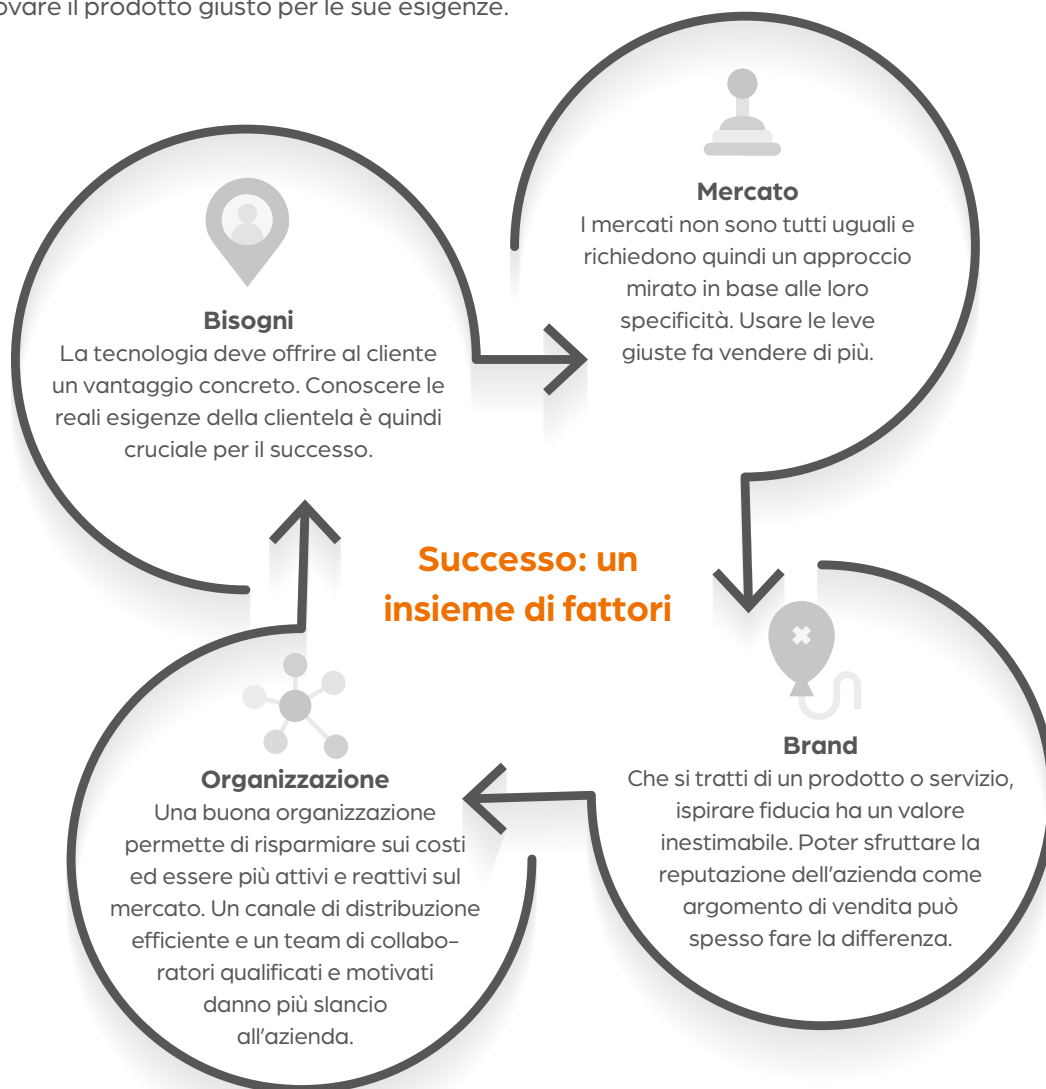 ovare il prodotto giusto per le sue esigenze.
Mercato
I mercati non sono tutti uguali e
richiedono quindi un approccio
mirato in base alle loro
specificità. Usare le leve
giuste fa vendere di più.
Bisogni
La tecnologia deve offrire al cliente
un vantaggio concreto. Conoscere le
reali esigenze della clientela è quindi
cruciale per il successo.
Successo: un
insieme di fattori
Brand
Che si tratti di un prodotto o servizio,
ispirare fiducia ha un valore
inestimabile. Poter sfruttare la
reputazione dell'azienda come
argomento di vendita può
spesso fare la differenza.
Organizzazione
Una buona organizzazione
permette di risparmiare sui costi
ed essere più attivi e reattivi sul
mercato. Un canale di distribuzione
efficiente e un team di collabo-
ratori qualificati e motivati
danno più slancio
all'azienda.